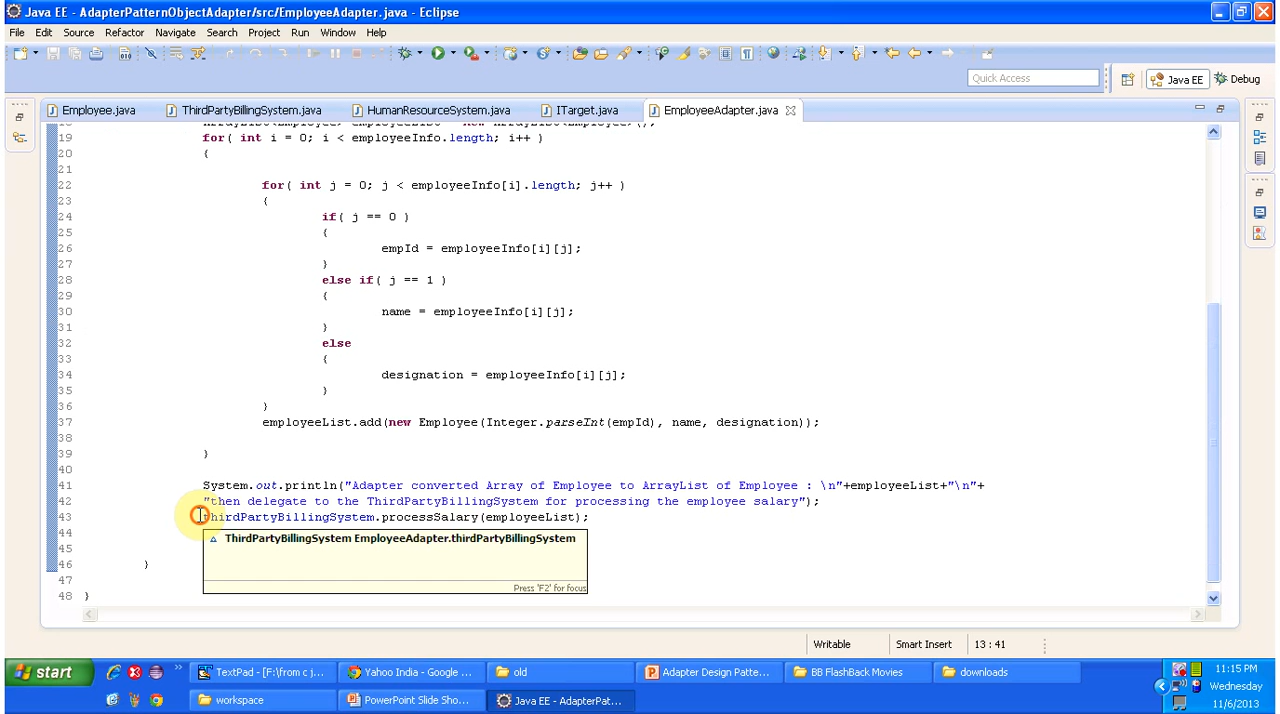 Java EE - AdapterPatternObjectAdapter/src/EmployeeAdapter.java - Eclipse
File Edit Source Refactor Navigate Search Project Run Window Help
Quick Access Java EE Debug
Employee.java ThirdPartyBillingSystem.java HumanResourceSystem.java ITarget.java EmployeeAdapter.java
19 for( int i = 0; i < employeeInfo.length; i++ )
20 {
21
22 for( int j = 0; j < employeeInfo[i].length; j++ )
23 {
24 if( j == 0 )
25 {
26 empId = employeeInfo[i][j];
27 }
28 else if( j == 1 )
29 {
30 name = employeeInfo[i][j];
31 }
32 else
33 {
34 designation = employeeInfo[i][j];
35 }
36 }
37 employeeList.add(new Employee(Integer.parseInt(empId), name, designation));
38
39 }
40
41 System.out.println("Adapter converted Array of Employee to ArrayList of Employee : \n"+employeeList+"\n"+
42 "then delegate to the ThirdPartyBillingSystem for processing the employee salary");
43 thirdPartyBillingSystem.processSalary(employeeList);
44
ThirdPartyBillingSystem EmployeeAdapter.thirdPartyBillingSystem
45
46 }
47
Press 'F2' for focus
48 }
Writable Smart Insert 13 : 41
start TextPad - [F:\from c j... Yahoo India - Google ... old Adapter Design Patte... BB FlashBack Movies downloads 11:15 PM
Wednesday
workspace PowerPoint Slide Sho... Java EE - AdapterPat... 11/6/2013